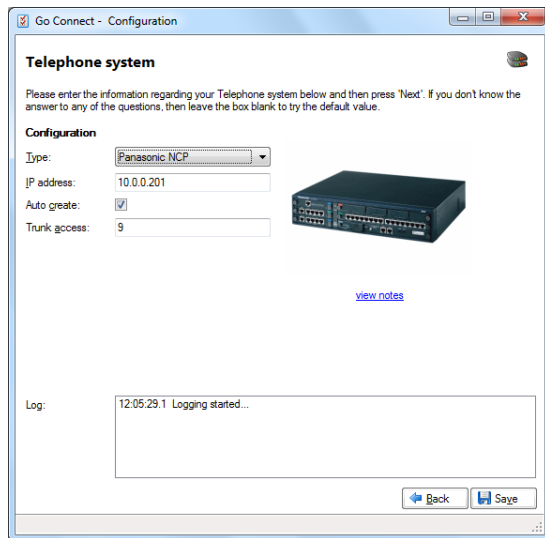 Go Connect - Configuration
Telephone system
Please enter the information regarding your Telephone system below and then press 'Next'. If you don't know the
answer to any of the questions, then leave the box blank to try the default value.
Configuration
Type: Panasonic NCP
IP address: 10.0.0.201
Auto create:
Trunk access: 9
view notes
Log: 12:05:29.1 Logging started...
Back Save